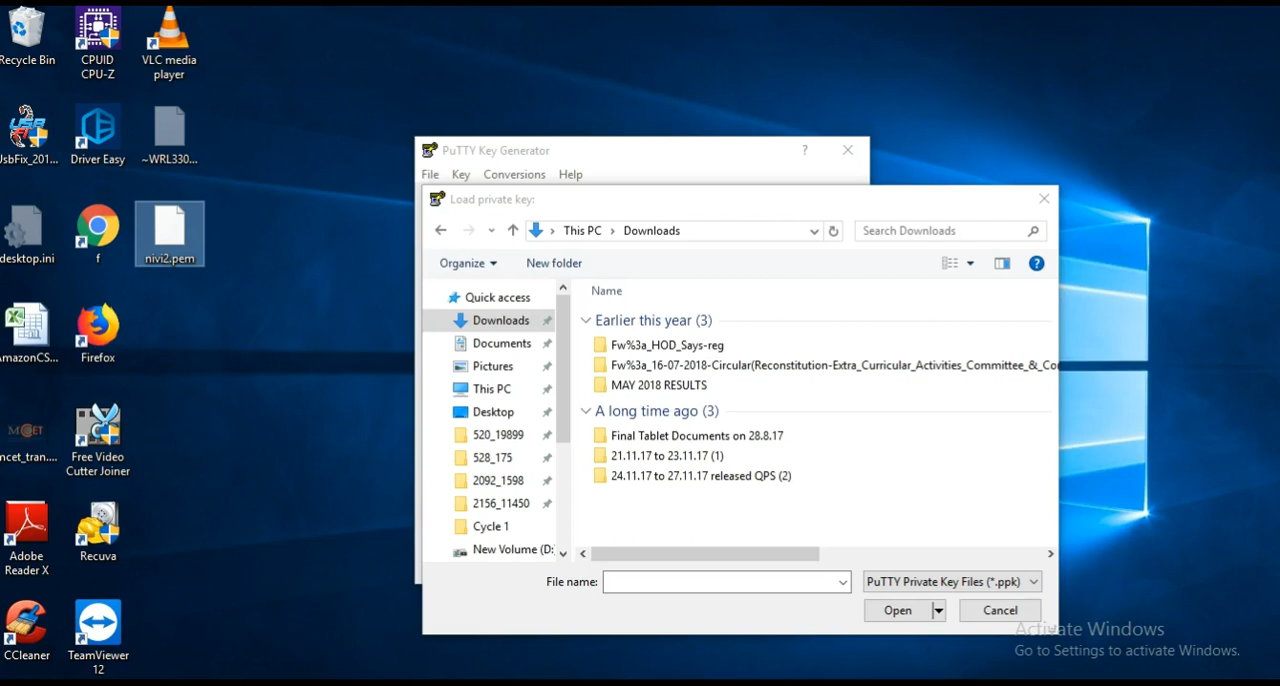 Recycle Bin
CPUID
CPU-Z
VLC media
player
UsbFix_201...
Driver Easy
~WRL330...
desktop.ini
f
nivi2.pem
AmazonCS...
Firefox
mcet_tran....
Free Video
Cutter Joiner
Adobe
Reader X
Recuva
CCleaner
TeamViewer
12
PuTTY Key Generator
?
File Key Conversions Help
Load private key:
This PC › Downloads
Search Downloads
Organize
New folder
Quick access
Downloads
Documents
Pictures
This PC
Desktop
520_19899
528_175
2092_1598
2156_11450
Cycle 1
New Volume (D:
Name
Earlier this year (3)
Fw%3a_HOD_Says-reg
Fw%3a_16-07-2018-Circular(Reconstitution-Extra_Curricular_Activities_Committee_&_Co
MAY 2018 RESULTS
A long time ago (3)
Final Tablet Documents on 28.8.17
21.11.17 to 23.11.17 (1)
24.11.17 to 27.11.17 released QPS (2)
File name:
PuTTY Private Key Files (*.ppk)
Open
Cancel
Activate Windows
Go to Settings to activate Windows.